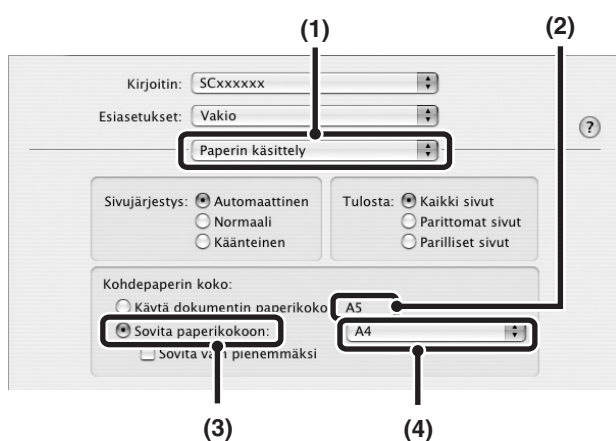 (1)
(2)
Kirjoitin: SCxxxxxx
Esiasetukset: Vakio
?
Paperin käsittely
Sivujärjestys: Automaattinen
Normaali
Käänteinen
Tulosta: Kaikki sivut
Parittomat sivut
Parilliset sivut
Kohdepaperin koko:
Käytä dokumentin paperikoko A5
Sovita paperikokoon: A4
Sovita vain pienemmäksi
(3)
(4)